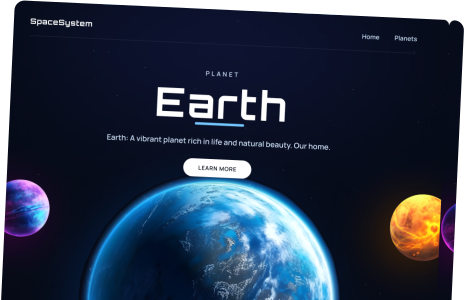 SpaceSystem
Home Planets
PLANET
Earth
Earth: A vibrant planet rich in life and natural beauty. Our home.
LEARN MORE